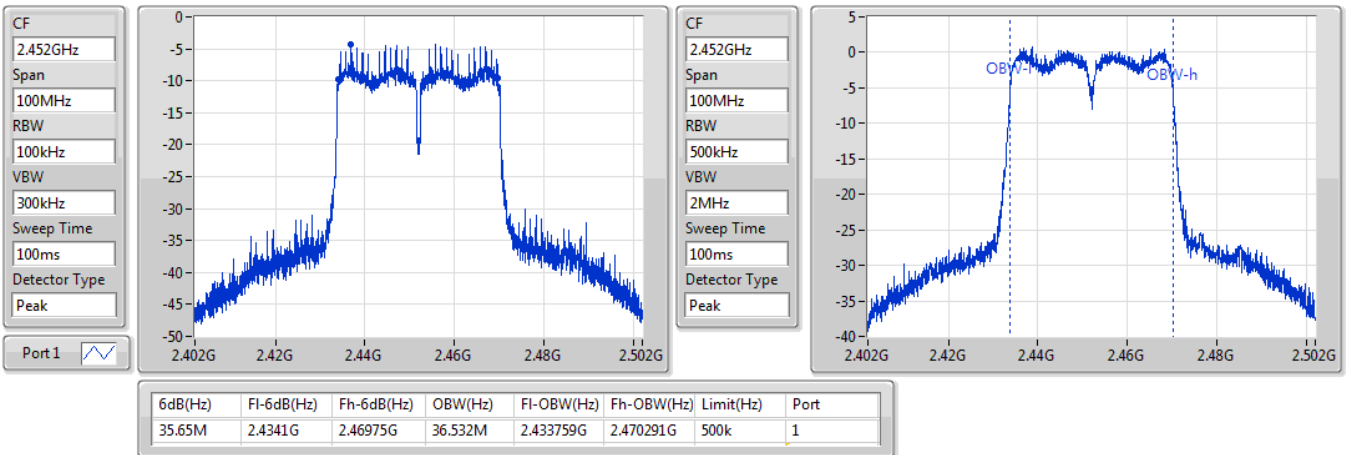 CF
2.452GHz
Span
100MHz
RBW
100kHz
VBW
300kHz
Sweep Time
100ms
Detector Type
Peak
Port 1
0
-5
-10
-15
-20
-25
-30
-35
-40
-45
-50
2.402G 2.42G 2.44G 2.46G 2.48G 2.502G
CF
2.452GHz
Span
100MHz
RBW
500kHz
VBW
2MHz
Sweep Time
100ms
Detector Type
Peak
5
0
-5
-10
-15
-20
-25
-30
-35
-40
OBW-l OBW-h
2.402G 2.42G 2.44G 2.46G 2.48G 2.502G
6dB(Hz) Fl-6dB(Hz) Fh-6dB(Hz) OBW(Hz) Fl-OBW(Hz) Fh-OBW(Hz) Limit(Hz) Port
35.65M 2.4341G 2.46975G 36.532M 2.433759G 2.470291G 500k 1